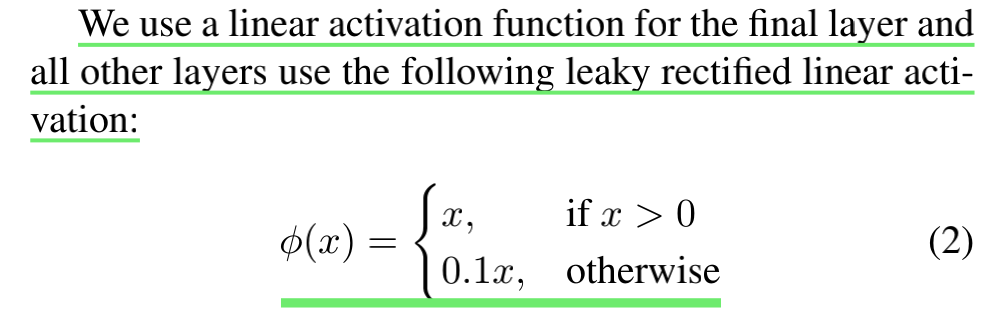 We use a linear activation function for the final layer and
all other layers use the following leaky rectified linear acti-
vation:
ϕ(x) = { x, if x > 0
0.1x, otherwise (2)